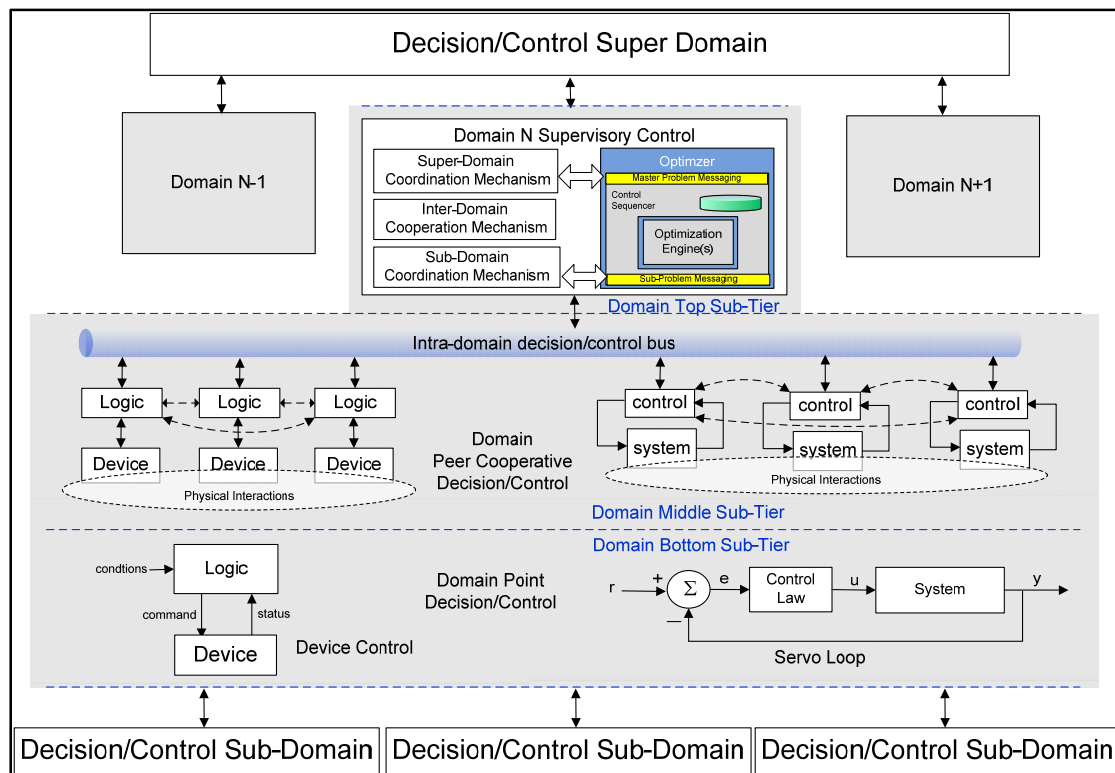 Decision/Control Super Domain
Domain N-1
Domain N Supervisory Control
Super-Domain
Coordination Mechanism
Inter-Domain
Cooperation Mechanism
Sub-Domain
Coordination Mechanism
Optimzer
Master Problem Messaging
Control
Sequencer
Optimization
Engine(s)
Sub-Problem Messaging
Domain N+1
Domain Top Sub-Tier
Intra-domain decision/control bus
Logic
Logic
Logic
Device
Device
Device
Physical Interactions
Domain
Peer Cooperative
Decision/Control
control
control
control
system
system
system
Physical Interactions
Domain Middle Sub-Tier
Domain Bottom Sub-Tier
condtions
Logic
command
status
Device
Device Control
Domain Point
Decision/Control
r
+
Σ
—
e
Control
Law
u
System
y
Servo Loop
Decision/Control Sub-Domain
Decision/Control Sub-Domain
Decision/Control Sub-Domain